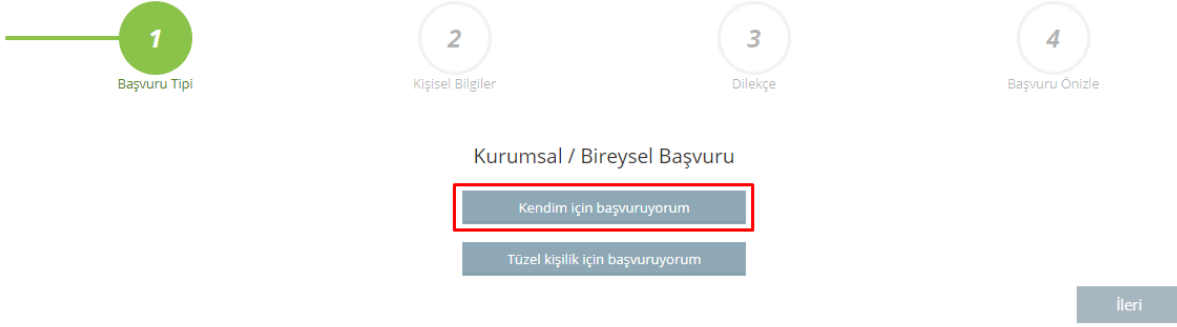 1
2
3
4
Başvuru Tipi
Kişisel Bilgiler
Dilekçe
Başvuru Önizle
Kurumsal / Bireysel Başvuru
Kendim için başvuruyorum
Tüzel kişilik için başvuruyorum
İleri